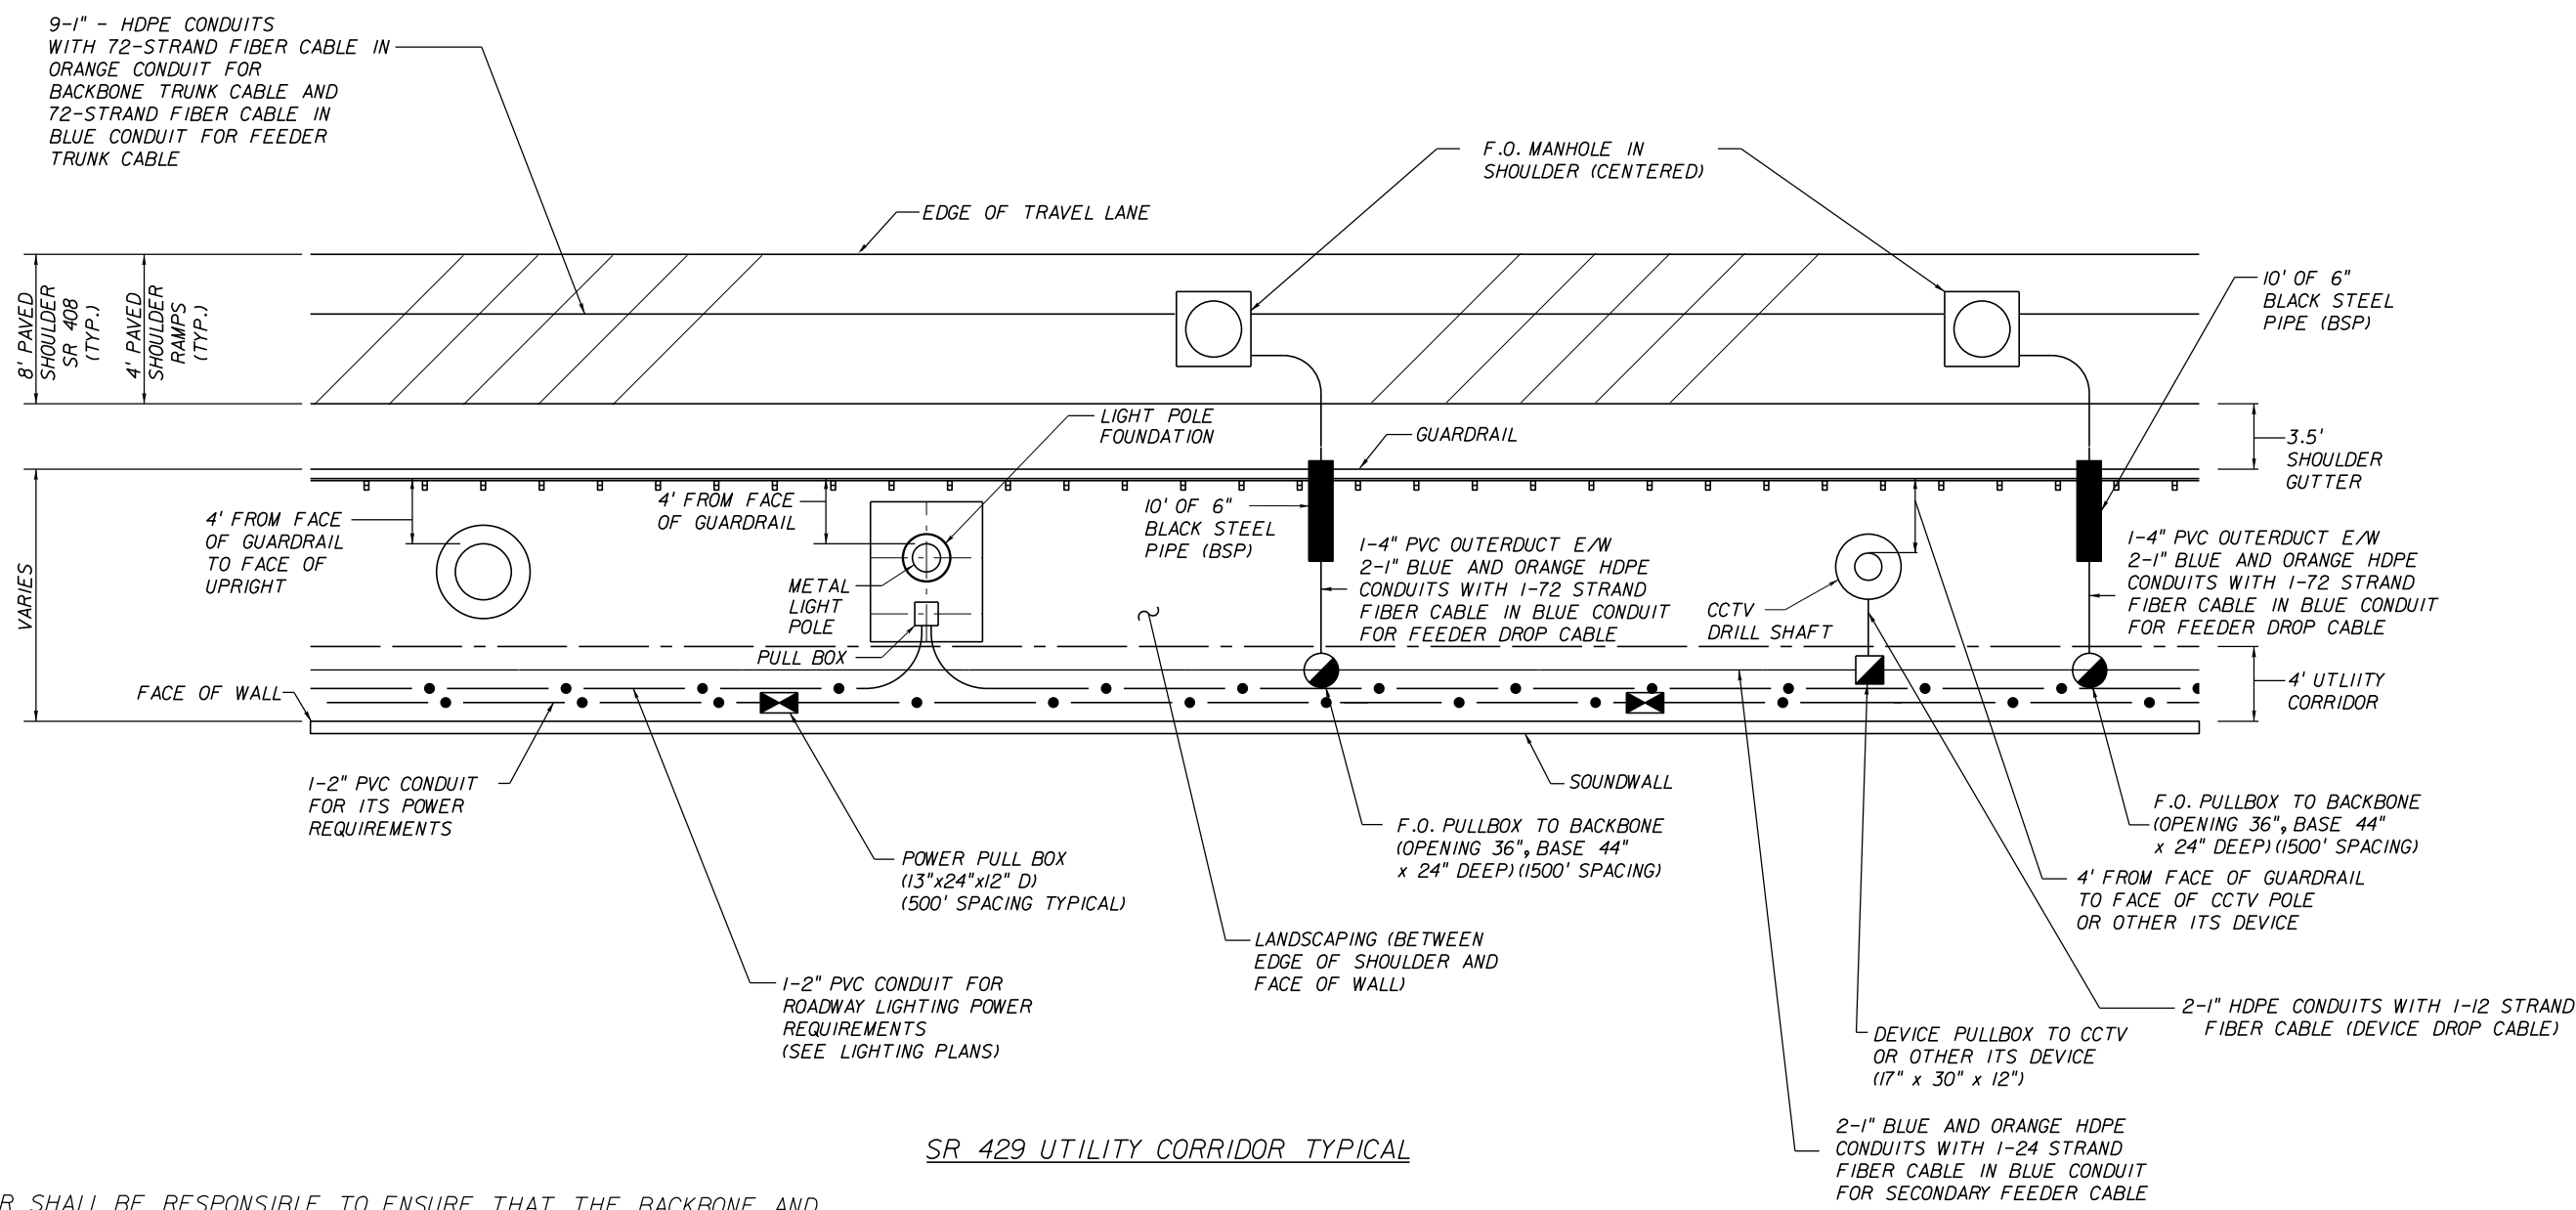 9-1" - HDPE CONDUITS
WITH 72-STRAND FIBER CABLE IN
ORANGE CONDUIT FOR
BACKBONE TRUNK CABLE AND
72-STRAND FIBER CABLE IN
BLUE CONDUIT FOR FEEDER
TRUNK CABLE
F.O. MANHOLE IN
SHOULDER (CENTERED)
EDGE OF TRAVEL LANE
8' PAVED
SHOULDER
SR 408
(TYP.)
4' PAVED
SHOULDER
RAMPS
(TYP.)
10' OF 6"
BLACK STEEL
PIPE (BSP)
LIGHT POLE
FOUNDATION
GUARDRAIL
3.5'
SHOULDER
GUTTER
VARIES
4' FROM FACE
OF GUARDRAIL
TO FACE OF
UPRIGHT
4' FROM FACE
OF GUARDRAIL
METAL
LIGHT
POLE
PULL BOX
10' OF 6"
BLACK STEEL
PIPE (BSP)
1-4" PVC OUTERDUCT E/W
2-1" BLUE AND ORANGE HDPE
CONDUITS WITH 1-72 STRAND
FIBER CABLE IN BLUE CONDUIT
FOR FEEDER DROP CABLE
CCTV
DRILL SHAFT
1-4" PVC OUTERDUCT E/W
2-1" BLUE AND ORANGE HDPE
CONDUITS WITH 1-72 STRAND
FIBER CABLE IN BLUE CONDUIT
FOR FEEDER DROP CABLE
FACE OF WALL
4' UTLIITY
CORRIDOR
1-2" PVC CONDUIT
FOR ITS POWER
REQUIREMENTS
SOUNDWALL
POWER PULL BOX
(13"x24"x12" D)
(500' SPACING TYPICAL)
F.O. PULLBOX TO BACKBONE
(OPENING 36", BASE 44"
x 24" DEEP) (1500' SPACING)
F.O. PULLBOX TO BACKBONE
(OPENING 36", BASE 44"
x 24" DEEP) (1500' SPACING)
4' FROM FACE OF GUARDRAIL
TO FACE OF CCTV POLE
OR OTHER ITS DEVICE
LANDSCAPING (BETWEEN
EDGE OF SHOULDER AND
FACE OF WALL)
1-2" PVC CONDUIT FOR
ROADWAY LIGHTING POWER
REQUIREMENTS
(SEE LIGHTING PLANS)
2-1" HDPE CONDUITS WITH 1-12 STRAND
FIBER CABLE (DEVICE DROP CABLE)
DEVICE PULLBOX TO CCTV
OR OTHER ITS DEVICE
(17" x 30" x 12")
2-1" BLUE AND ORANGE HDPE
CONDUITS WITH 1-24 STRAND
FIBER CABLE IN BLUE CONDUIT
FOR SECONDARY FEEDER CABLE
SR 429 UTILITY CORRIDOR TYPICAL
R SHALL BE RESPONSIBLE TO ENSURE THAT THE BACKBONE AND